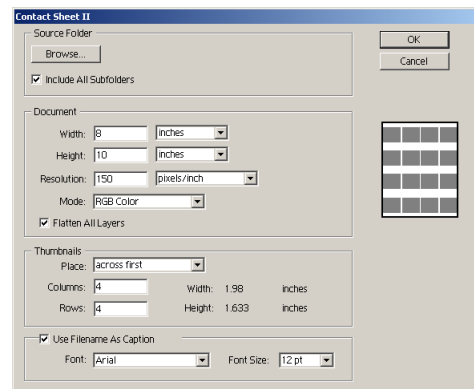 Contact Sheet II
Source Folder
Browse...
Include All Subfolders
OK
Cancel
Document
Width: 8 inches
Height: 10 inches
Resolution: 150 pixels/inch
Mode: RGB Color
Flatten All Layers
Thumbnails
Place: across first
Columns: 4 Width: 1.98 inches
Rows: 4 Height: 1.633 inches
Use Filename As Caption
Font: Arial Font Size: 12 pt